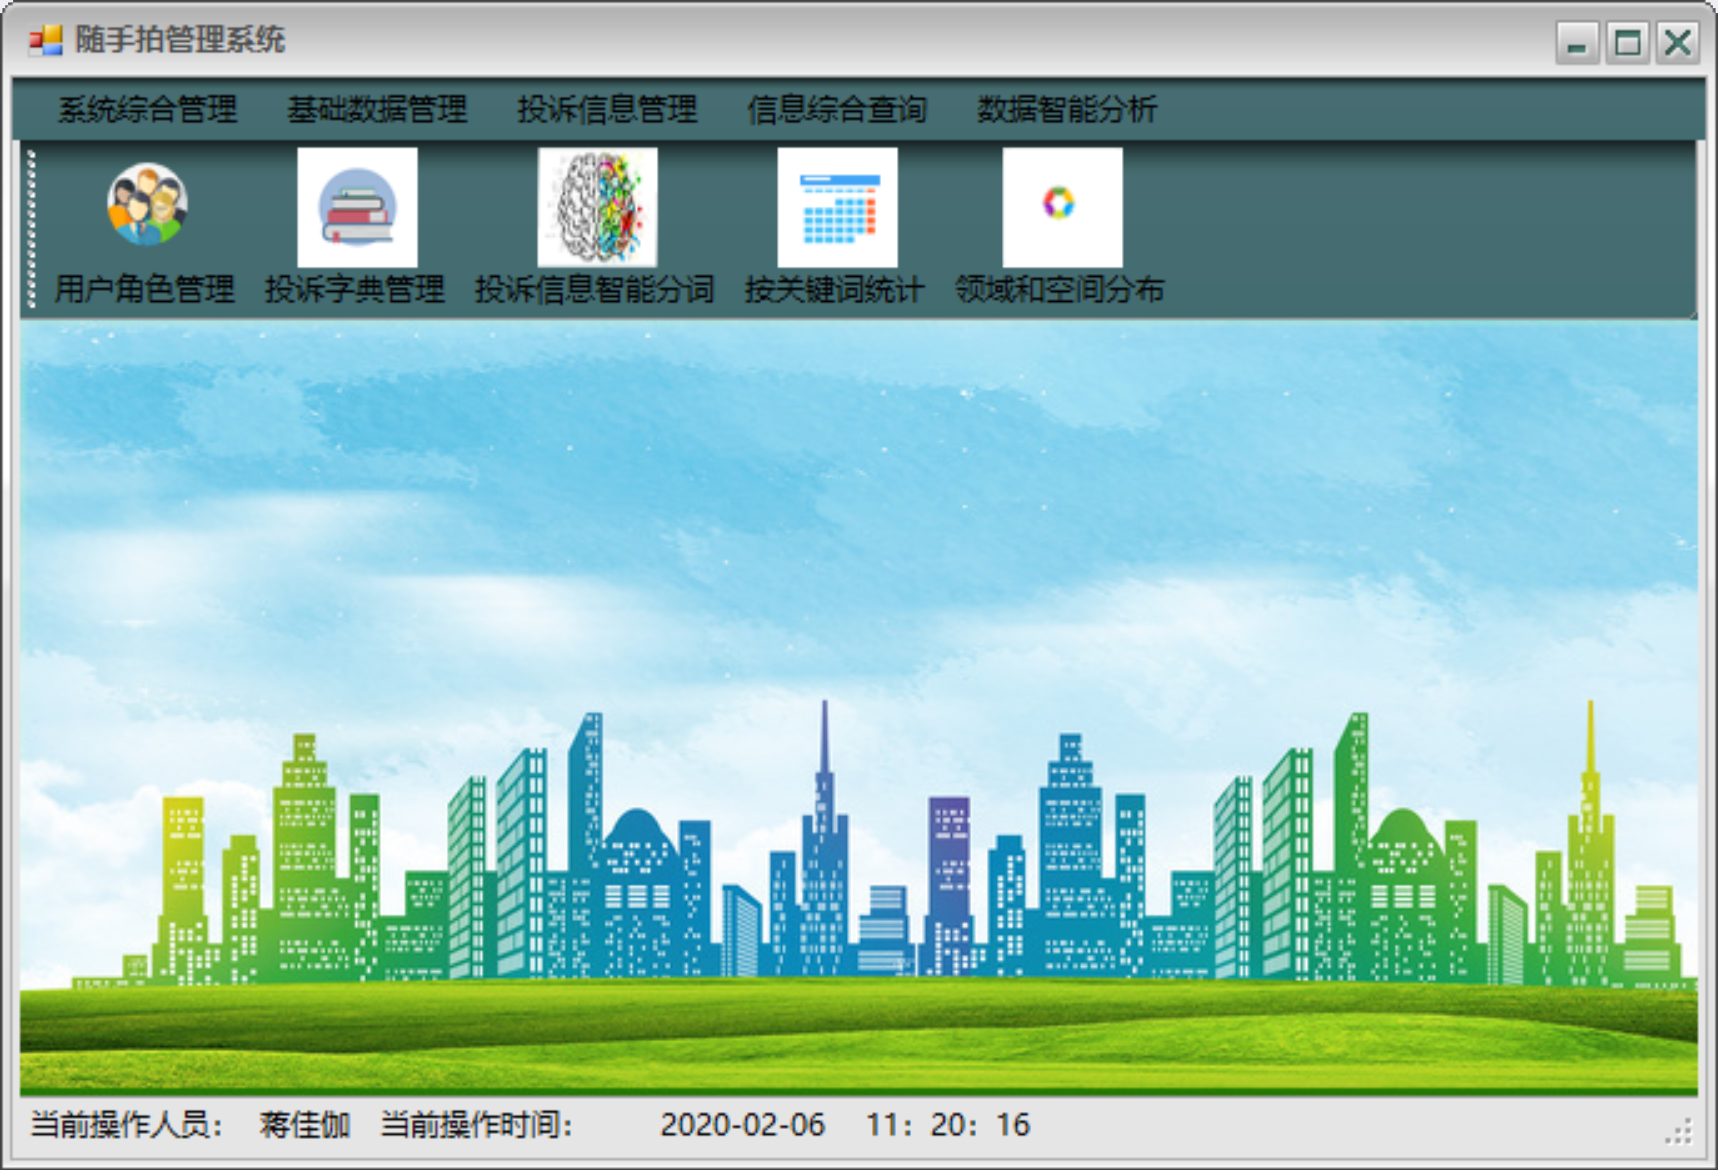 随手拍管理系统
系统综合管理 基础数据管理 投诉信息管理 信息综合查询 数据智能分析
用户角色管理 投诉字典管理 投诉信息智能分词 按关键词统计 领域和空间分布
当前操作人员： 蒋佳伽 当前操作时间： 2020-02-06 11：20：16